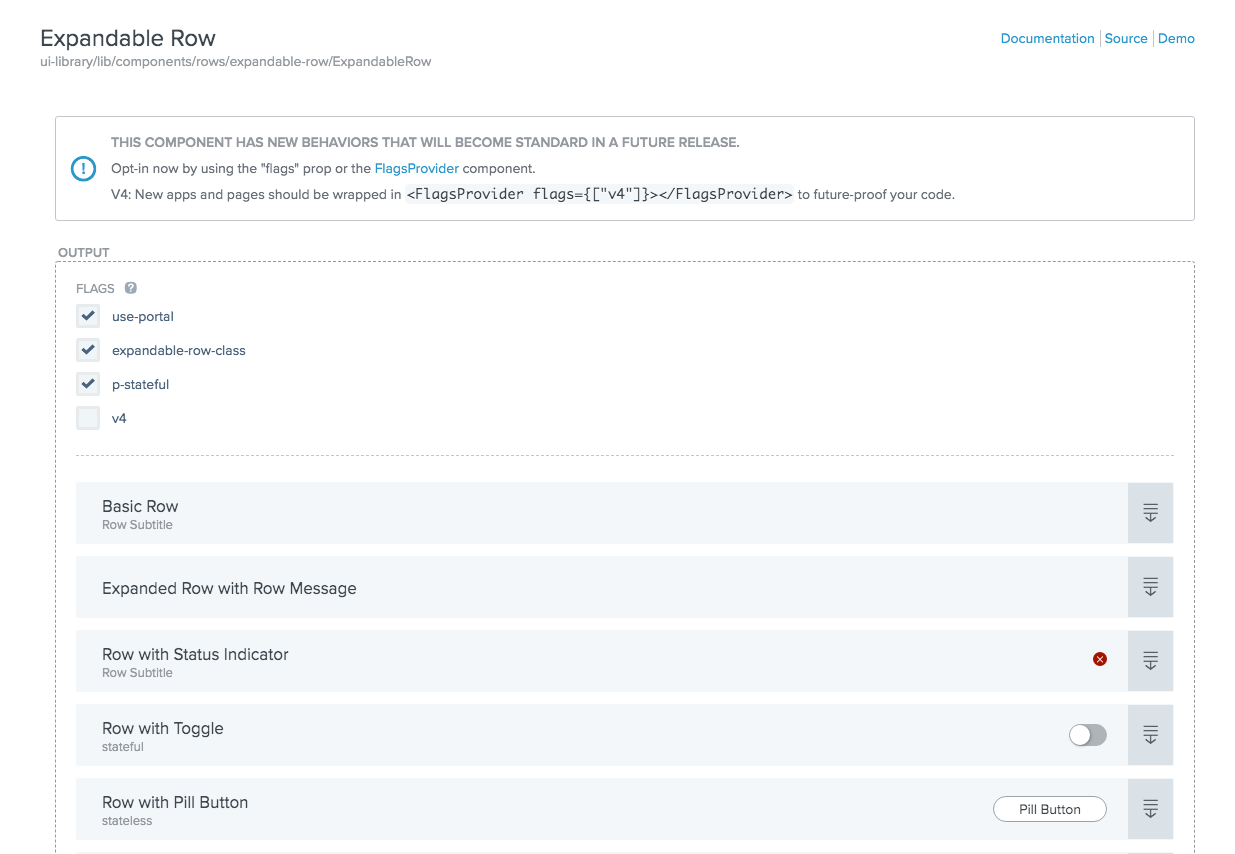 Expandable Row
Documentation Source Demo
ui-library/lib/components/rows/expandable-row/ExpandableRow
THIS COMPONENT HAS NEW BEHAVIORS THAT WILL BECOME STANDARD IN A FUTURE RELEASE.
Opt-in now by using the "flags" prop or the FlagsProvider component.
V4: New apps and pages should be wrapped in <FlagsProvider flags={["v4"]}></FlagsProvider> to future-proof your code.
OUTPUT
FLAGS ?
use-portal
expandable-row-class
p-stateful
v4
Basic Row
Row Subtitle
Expanded Row with Row Message
Row with Status Indicator
Row Subtitle
Row with Toggle
stateful
Row with Pill Button
stateless
Pill Button